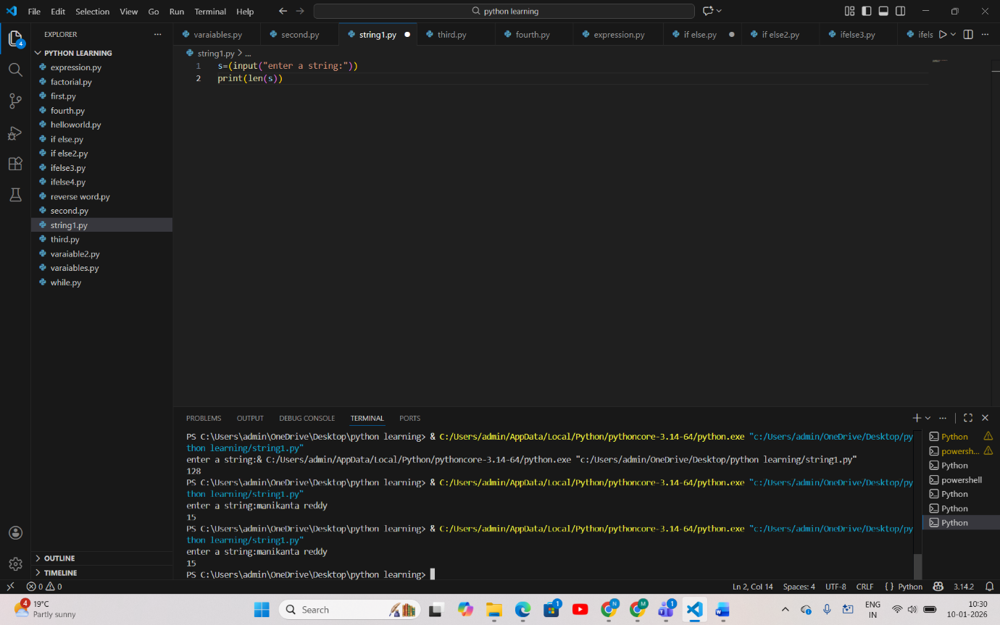 File Edit Selection View Go Run Terminal Help
python learning
EXPLORER
4
PYTHON LEARNING
expression.py
factorial.py
first.py
fourth.py
helloworld.py
if else.py
if else2.py
ifelse3.py
ifelse4.py
reverse word.py
second.py
string1.py
third.py
varaiable2.py
varaiables.py
while.py
OUTLINE
TIMELINE
varaiables.py second.py string1.py third.py fourth.py expression.py if else.py if else2.py ifelse3.py ifels
string1.py > ...
1 s=(input("enter a string:"))
2 print(len(s))
PROBLEMS OUTPUT DEBUG CONSOLE TERMINAL PORTS
PS C:\Users\admin\OneDrive\Desktop\python learning> & C:/Users/admin/AppData/Local/Python/pythoncore-3.14-64/python.exe "c:/Users/admin/OneDrive/Desktop/py
thon learning/string1.py"
enter a string:& C:/Users/admin/AppData/Local/Python/pythoncore-3.14-64/python.exe "c:/Users/admin/OneDrive/Desktop/python learning/string1.py"
128
PS C:\Users\admin\OneDrive\Desktop\python learning> & C:/Users/admin/AppData/Local/Python/pythoncore-3.14-64/python.exe "c:/Users/admin/OneDrive/Desktop/py
thon learning/string1.py"
enter a string:manikanta reddy
15
PS C:\Users\admin\OneDrive\Desktop\python learning> & C:/Users/admin/AppData/Local/Python/pythoncore-3.14-64/python.exe "c:/Users/admin/OneDrive/Desktop/py
thon learning/string1.py"
enter a string:manikanta reddy
15
PS C:\Users\admin\OneDrive\Desktop\python learning>
Python
powersh...
Python
powershell
Python
Python
Python
0 0
Ln 2, Col 14 Spaces: 4 UTF-8 CRLF { } Python 3.14.2
4
19°C
Partly sunny
Search
1
N
M
1
ENG
IN
10:30
10-01-2026